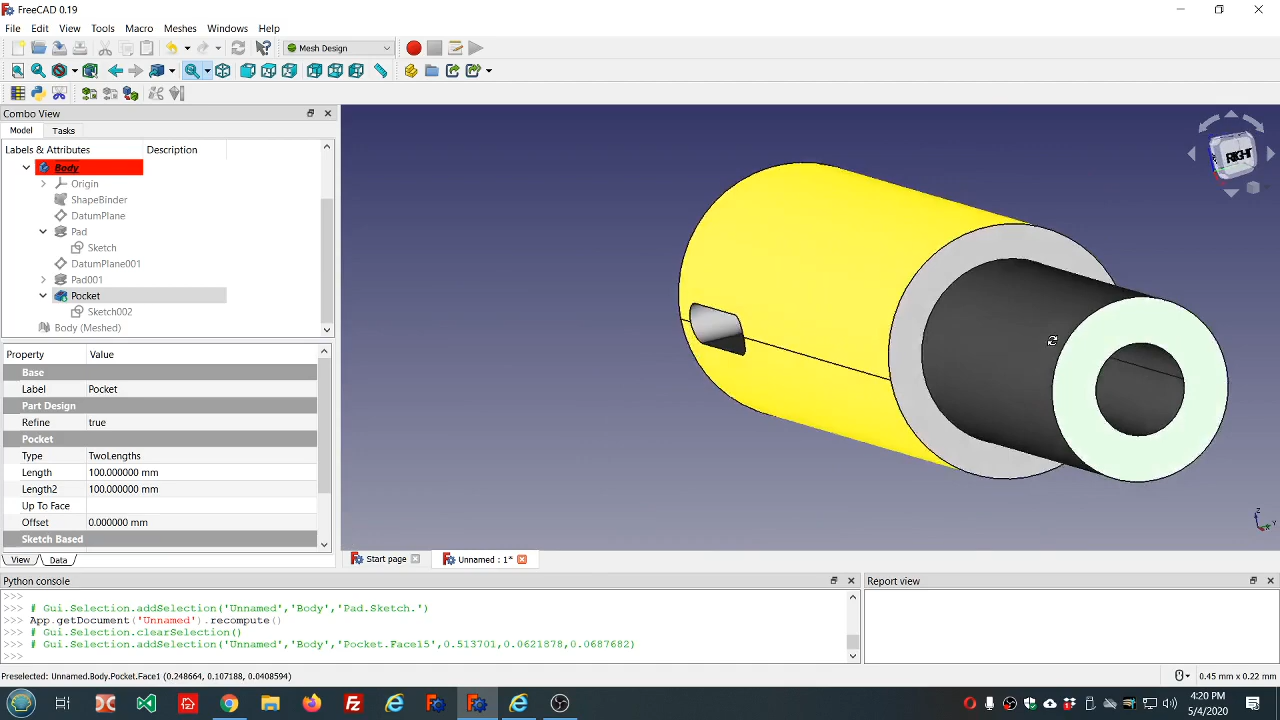 FreeCAD 0.19
File Edit View Tools Macro Meshes Windows Help
Mesh Design
Combo View
Model Tasks
Labels & Attributes Description
Body
Origin
ShapeBinder
DatumPlane
Pad
Sketch
DatumPlane001
Pad001
Pocket
Sketch002
Body (Meshed)
Property Value
Base
Label Pocket
Part Design
Refine true
Pocket
Type TwoLengths
Length 100.000000 mm
Length2 100.000000 mm
Up To Face
Offset 0.000000 mm
Sketch Based
View Data
RIGHT
Start page Unnamed : 1*
Python console
>>>
>>> # Gui.Selection.addSelection('Unnamed','Body','Pad.Sketch.')
>>> App.getDocument('Unnamed').recompute()
>>> # Gui.Selection.clearSelection()
>>> # Gui.Selection.addSelection('Unnamed','Body','Pocket.Face15',0.513701,0.0621878,0.0687682)
>>>
Report view
Preselected: Unnamed.Body.Pocket.Face1 (0.248664, 0.107188, 0.0408594)
0.45 mm x 0.22 mm
4:20 PM
5/4/2020